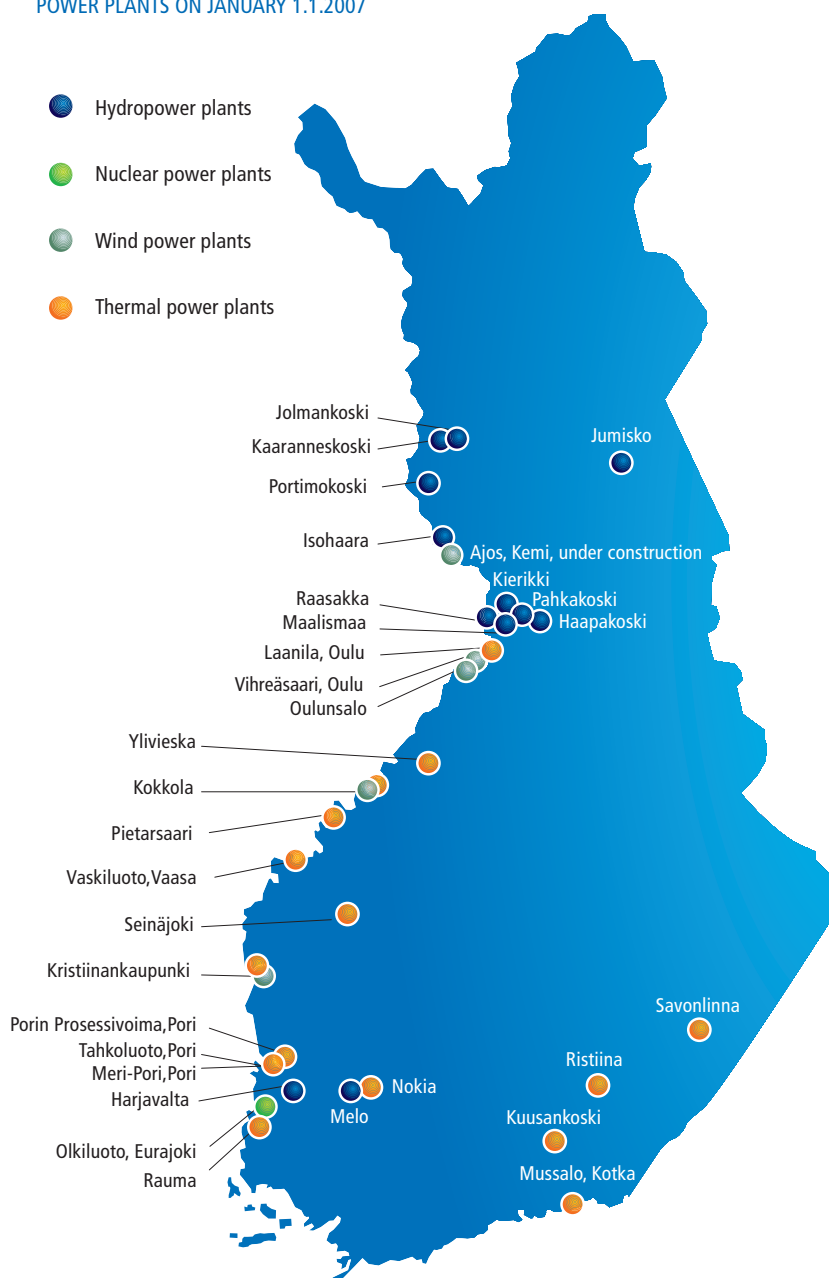 POWER PLANTS ON JANUARY 1.1.2007
Hydropower plants
Nuclear power plants
Wind power plants
Thermal power plants
Jolmankoski
Kaaranneskoski
Jumisko
Portimokoski
Isohaara
Ajos, Kemi, under construction
Kierikki
Raasakka
Pahkakoski
Maalismaa
Haapakoski
Laanila, Oulu
Vihreäsaari, Oulu
Oulunsalo
Ylivieska
Kokkola
Pietarsaari
Vaskiluoto,Vaasa
Seinäjoki
Kristiinankaupunki
Savonlinna
Porin Prosessivoima,Pori
Tahkoluoto,Pori
Ristiina
Meri-Pori,Pori
Nokia
Harjavalta
Melo
Kuusankoski
Olkiluoto, Eurajoki
Mussalo, Kotka
Rauma